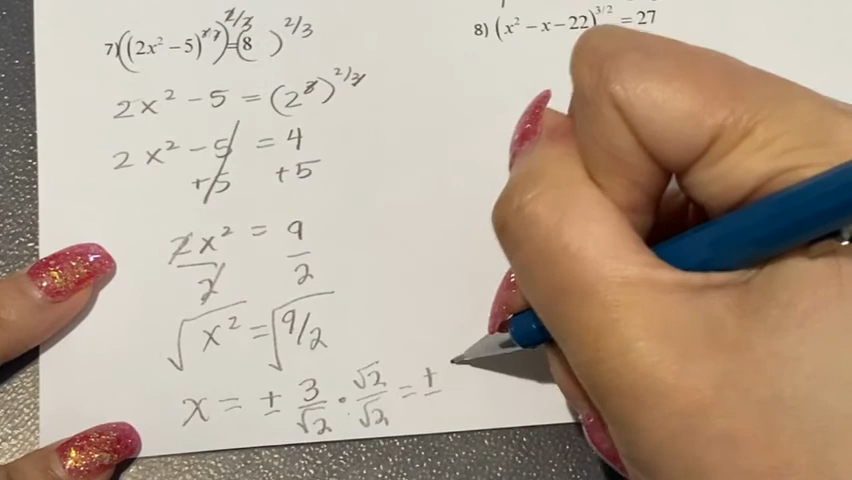 7) ((2x² − 5)^3/2)^2/3 = (8)^2/3
2x² − 5 = (2³)^2/3
2x² − 5 = 4
+5 +5
2x²/2 = 9/2
√x² = √9/2
x = ± 3/√2 · √2/√2 = ±
8) (x² − x − 22)^3/2 = 27